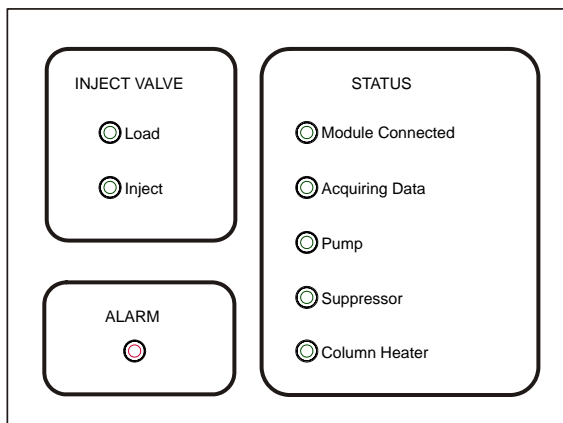 INJECT VALVE
Load
Inject
ALARM
STATUS
Module Connected
Acquiring Data
Pump
Suppressor
Column Heater